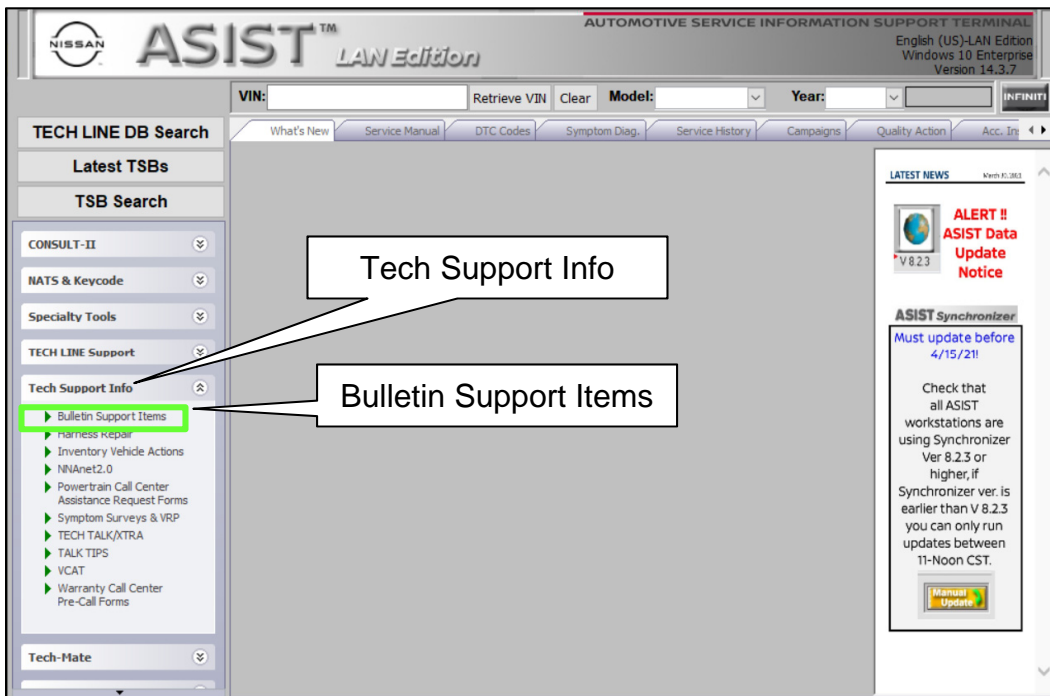 NISSAN
ASIST™
LAN Edition
AUTOMOTIVE SERVICE INFORMATION SUPPORT TERMINAL
English (US)-LAN Edition
Windows 10 Enterprise
Version 14.3.7
VIN:
Retrieve VIN
Clear
Model:
Year:
INFINITI
TECH LINE DB Search
Latest TSBs
TSB Search
What's New
Service Manual
DTC Codes
Symptom Diag.
Service History
Campaigns
Quality Action
Acc. In
CONSULT-II
NATS & Keycode
Specialty Tools
TECH LINE Support
Tech Support Info
Bulletin Support Items
Harness Repair
Inventory Vehicle Actions
NNAnet2.0
Powertrain Call Center
Assistance Request Forms
Symptom Surveys & VRP
TECH TALK/XTRA
TALK TIPS
VCAT
Warranty Call Center
Pre-Call Forms
Tech-Mate
Tech Support Info
Bulletin Support Items
LATEST NEWS
V 8.2.3
ALERT !!
ASIST Data
Update
Notice
ASIST Synchronizer
Must update before
4/15/21!
Check that
all ASIST
workstations are
using Synchronizer
Ver 8.2.3 or
higher, if
Synchronizer ver. is
earlier than V 8.2.3
you can only run
updates between
11-Noon CST.
Manual
Update